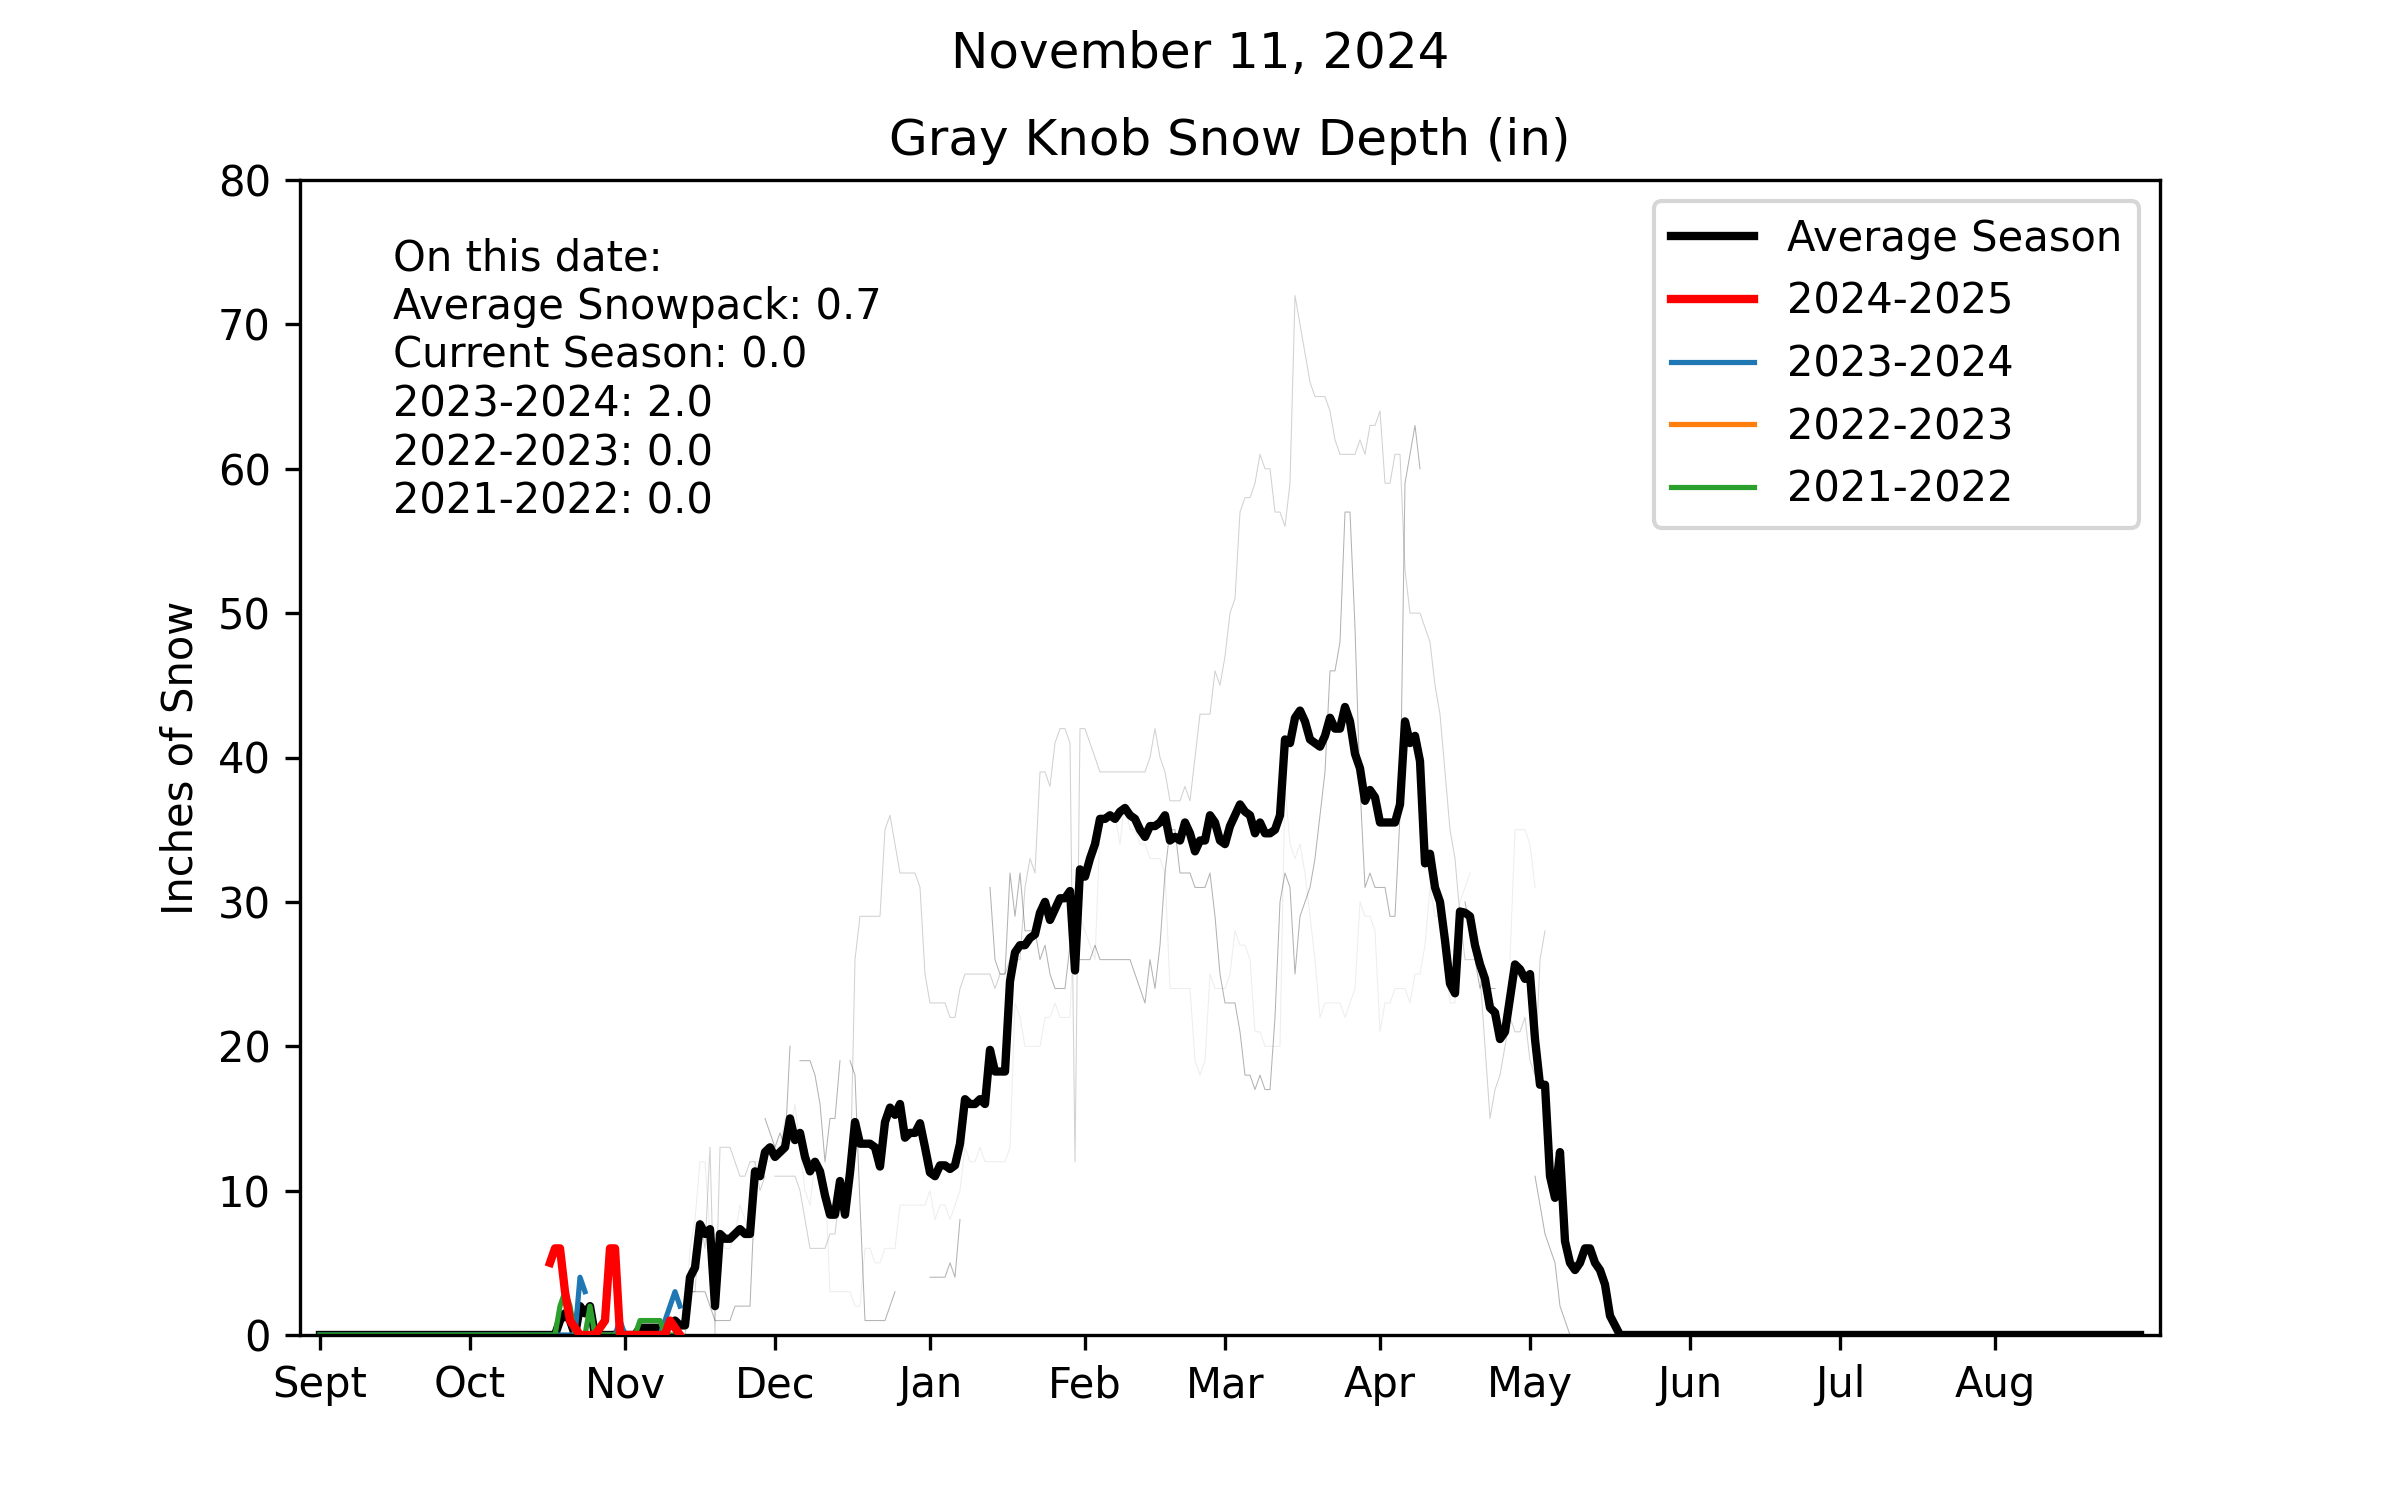 November 11, 2024
Gray Knob Snow Depth (in)
On this date:
Average Snowpack: 0.7
Current Season: 0.0
2023-2024: 2.0
2022-2023: 0.0
2021-2022: 0.0
Average Season
2024-2025
2023-2024
2022-2023
2021-2022
Inches of Snow
80
70
60
50
40
30
20
10
0
Sept Oct Nov Dec Jan Feb Mar Apr May Jun Jul Aug